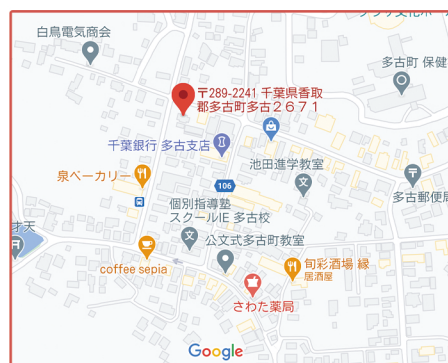 白鳥電気商会
多古町 保健
〒289-2241 千葉県香取
郡多古町多古2671
千葉銀行 多古支店
池田進学教室
泉ベーカリー
106
多古郵便局
個別指導塾
スクールIE 多古校
公文式多古町教室
才天
coffee sepia
旬彩酒場 縁
居酒屋
さわた薬局
Google